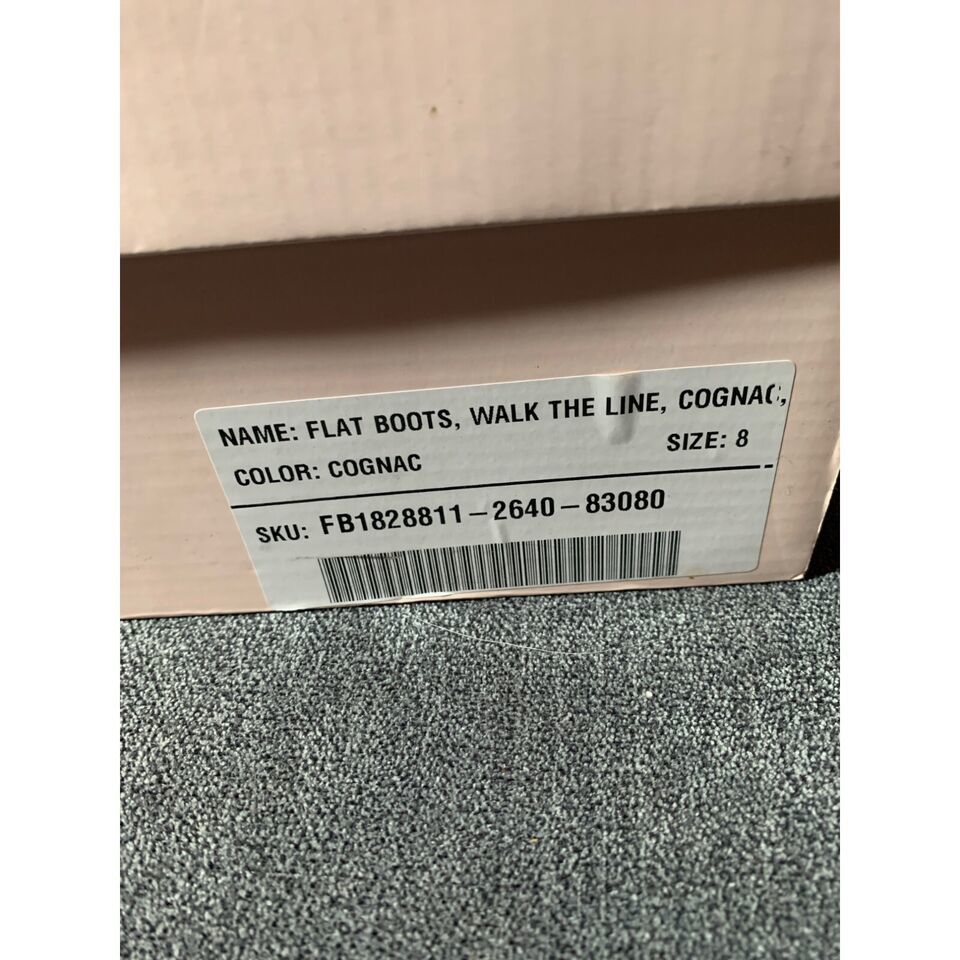 NAME: FLAT BOOTS, WALK THE LINE, COGNAC,
COLOR: COGNAC SIZE: 8
SKU: FB1828811-2640-83080